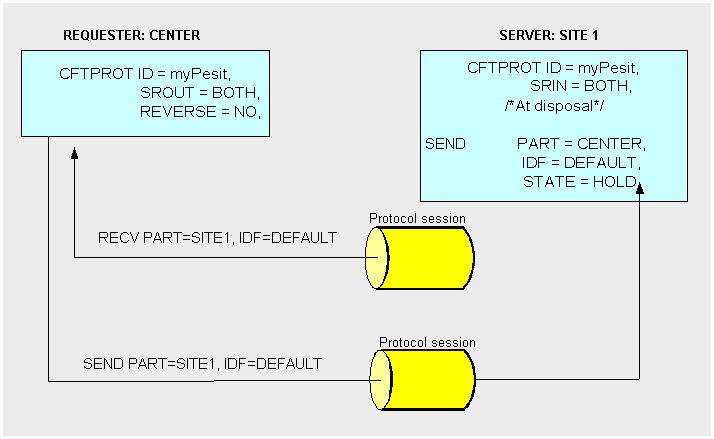 REQUESTER: CENTER
CFTPROT ID = myPesit,
SROUT = BOTH,
REVERSE = NO,
SERVER: SITE 1
CFTPROT ID = myPesit,
SRIN = BOTH,
/*At disposal*/
SEND PART = CENTER,
IDF = DEFAULT,
STATE = HOLD
Protocol session
RECV PART=SITE1, IDF=DEFAULT
Protocol session
SEND PART=SITE1, IDF=DEFAULT